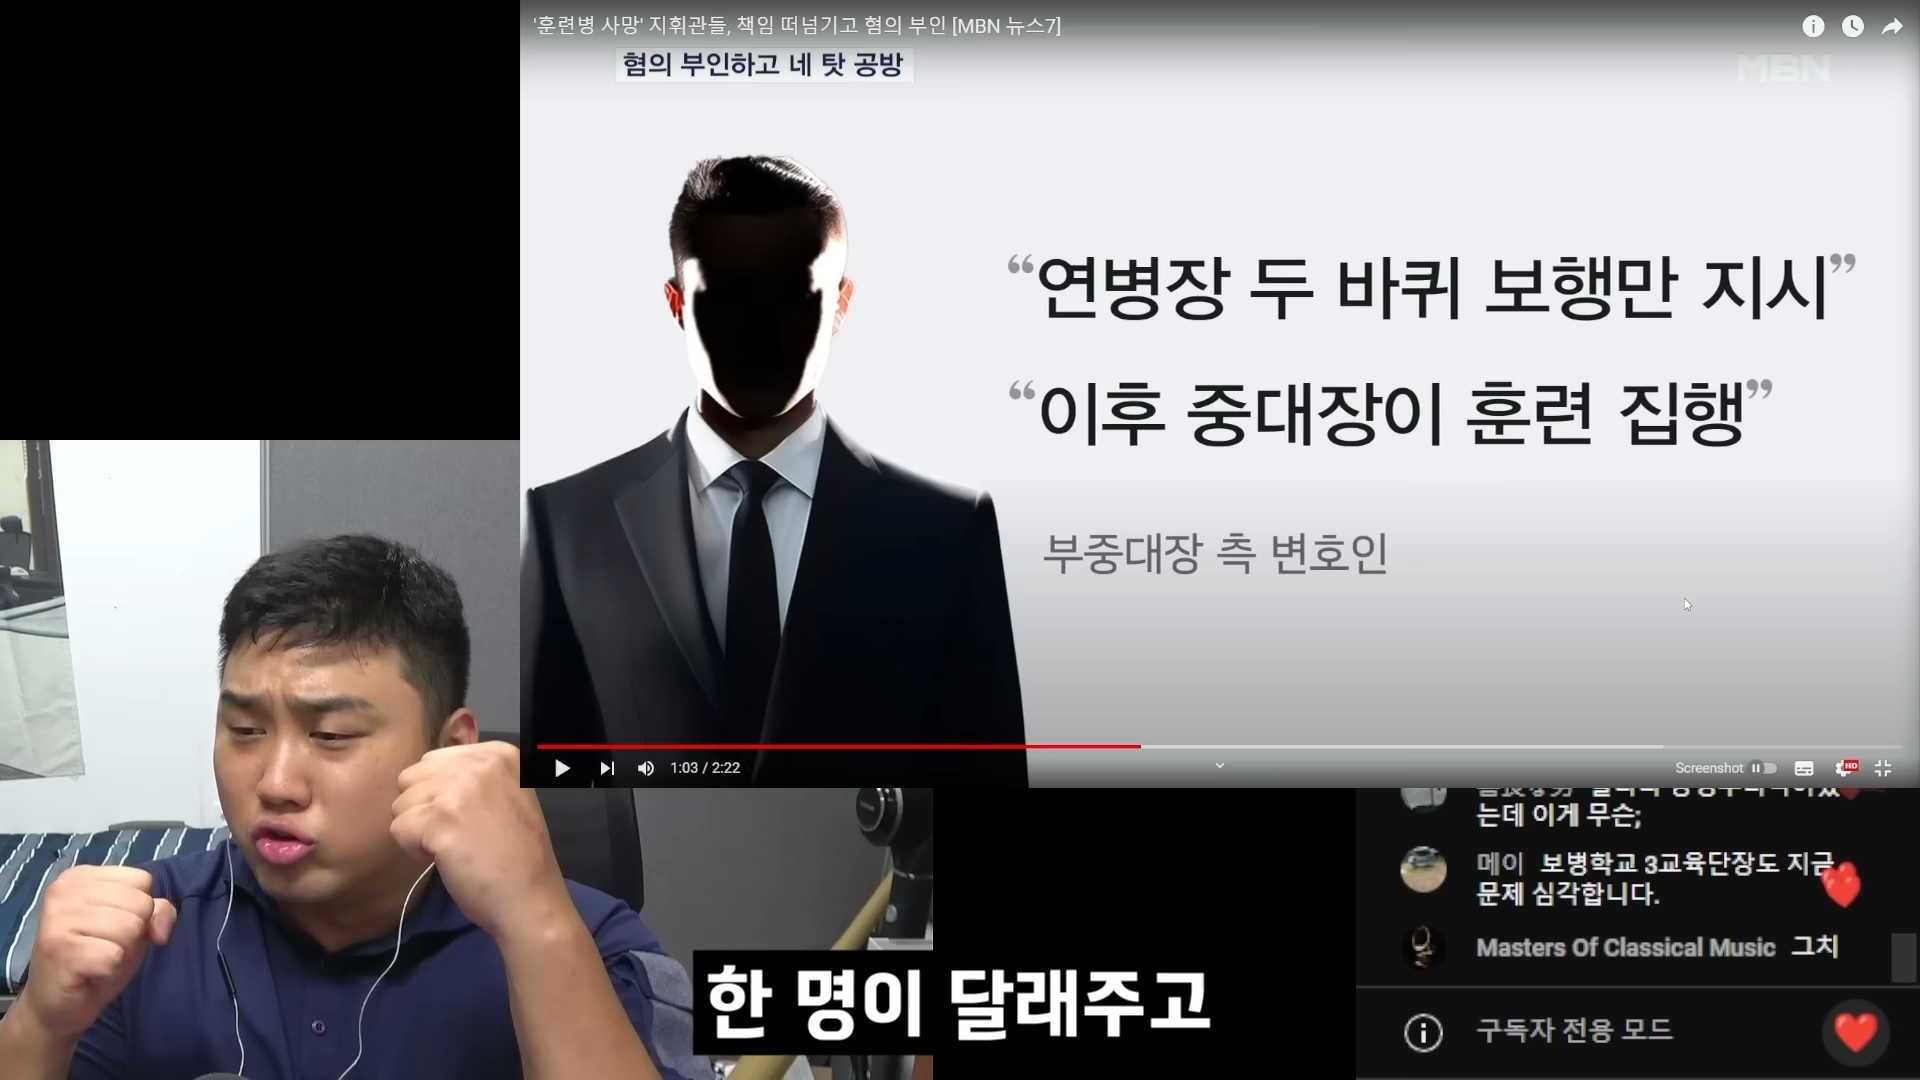 '훈련병 사망' 지휘관들, 책임 떠넘기고 혐의 부인 [MBN 뉴스7]
혐의 부인하고 네 탓 공방
MBN
“연병장 두 바퀴 보행만 지시”
“이후 중대장이 훈련 집행”
부중대장 측 변호인
1:03 / 2:22
Screenshot
HD
는데 이게 무슨;
메이 보병학교 3교육단장도 지금
문제 심각합니다.
Masters Of Classical Music 그치
한 명이 달래주고
구독자 전용 모드